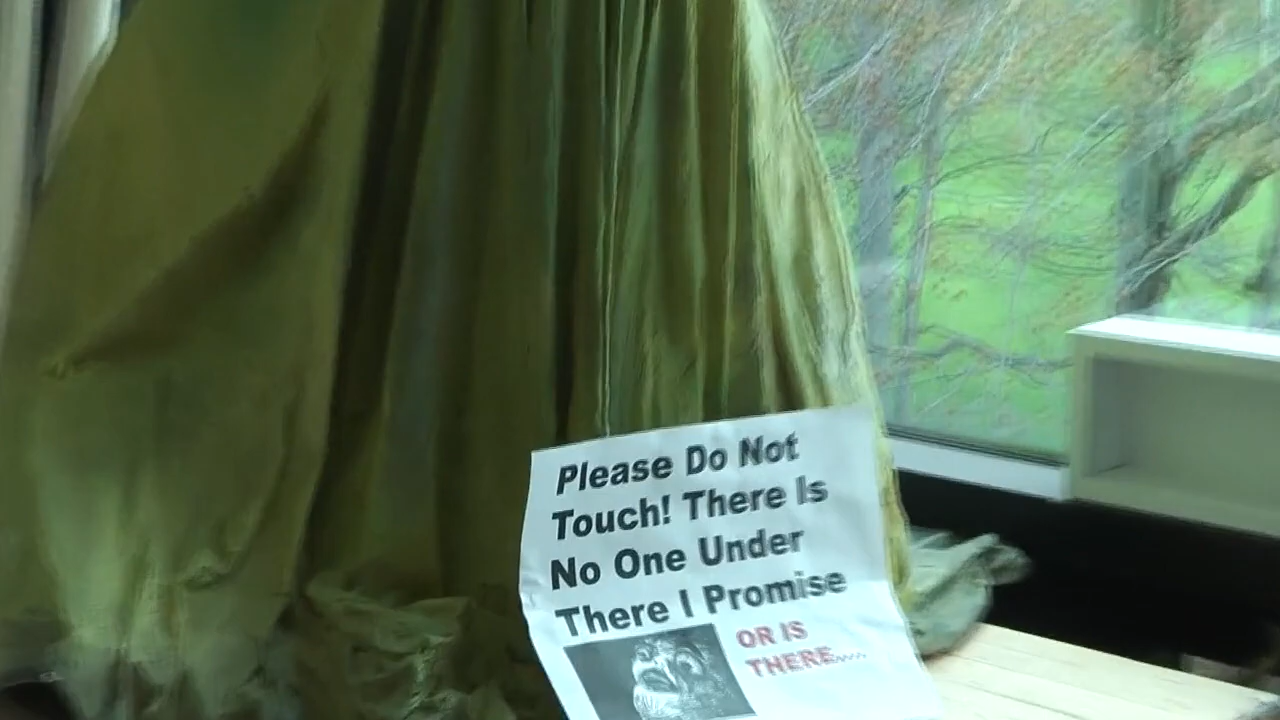 Please Do Not
Touch! There Is
No One Under
There I Promise
OR IS
THERE.....